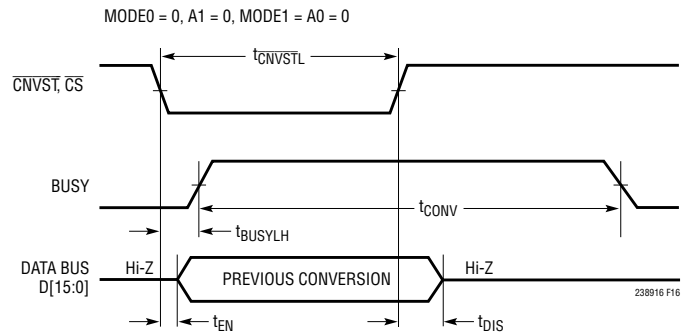 MODE0 = 0, A1 = 0, MODE1 = A0 = 0
tCNVSTL
CNVST, CS
BUSY
tCONV
tBUSYLH
DATA BUS
D[15:0]
Hi-Z
PREVIOUS CONVERSION
Hi-Z
238916 F16
tEN
tDIS